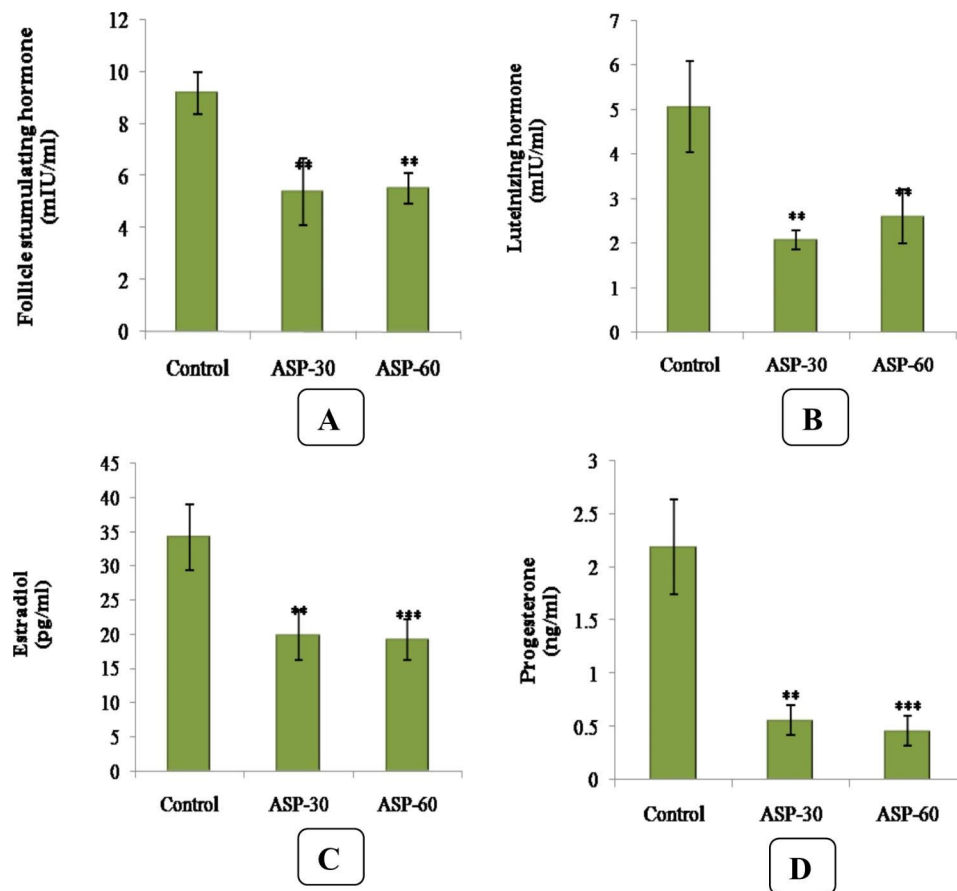 Follicle stumulating hormone
(mIU/ml)
12
10
8
6
4
2
0
**
**
Control
ASP-30
ASP-60
A
Luteinizing hormone
(mIU/ml)
7
6
5
4
3
2
1
0
**
**
Control
ASP-30
ASP-60
B
Estradiol
(pg/ml)
45
40
35
30
25
20
15
10
5
0
**
***
Control
ASP-30
ASP-60
C
Progesterone
(ng/ml)
3
2.5
2
1.5
1
0.5
0
**
***
Control
ASP-30
ASP-60
D